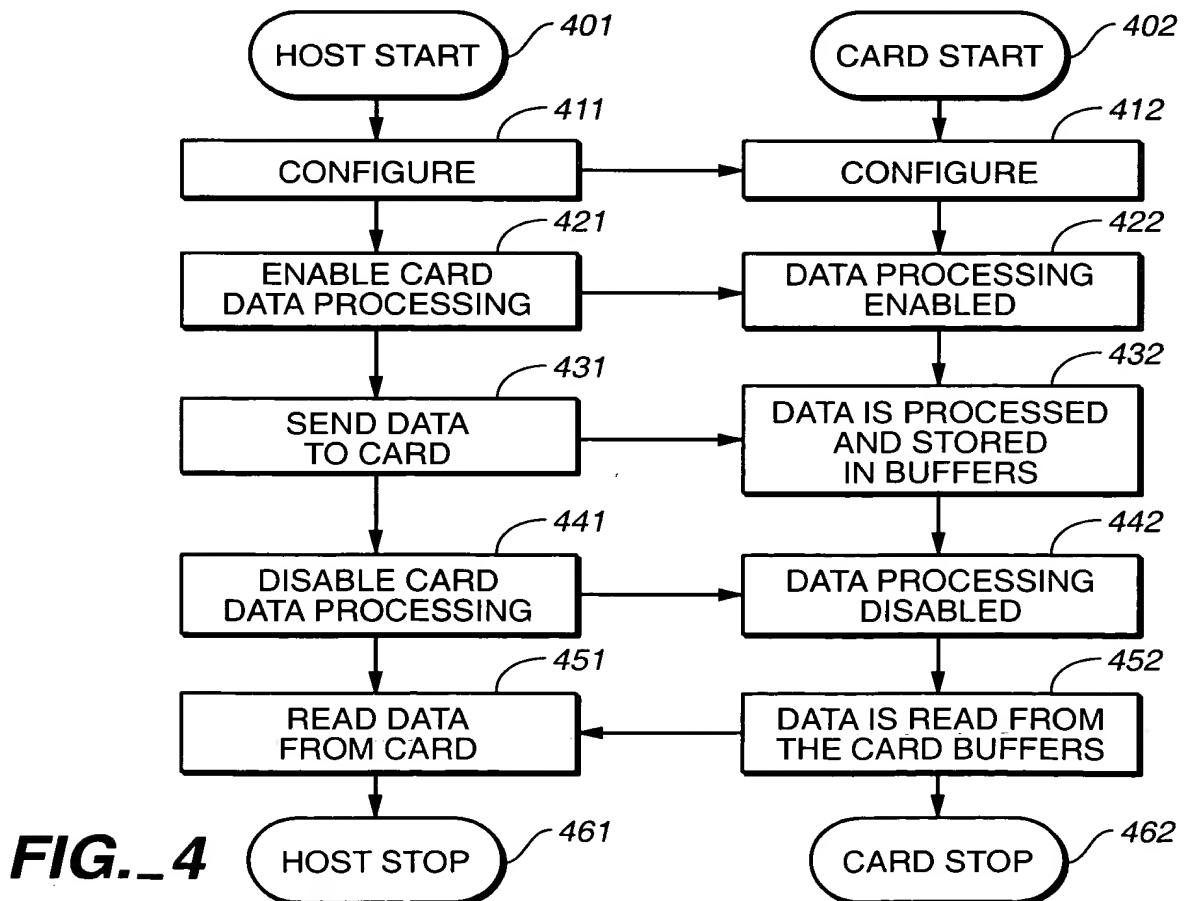 HOST START
401
CARD START
402
411
CONFIGURE
412
CONFIGURE
421
ENABLE CARD
DATA PROCESSING
422
DATA PROCESSING
ENABLED
431
SEND DATA
TO CARD
432
DATA IS PROCESSED
AND STORED
IN BUFFERS
441
DISABLE CARD
DATA PROCESSING
442
DATA PROCESSING
DISABLED
451
READ DATA
FROM CARD
452
DATA IS READ FROM
THE CARD BUFFERS
HOST STOP
461
CARD STOP
462
FIG._4